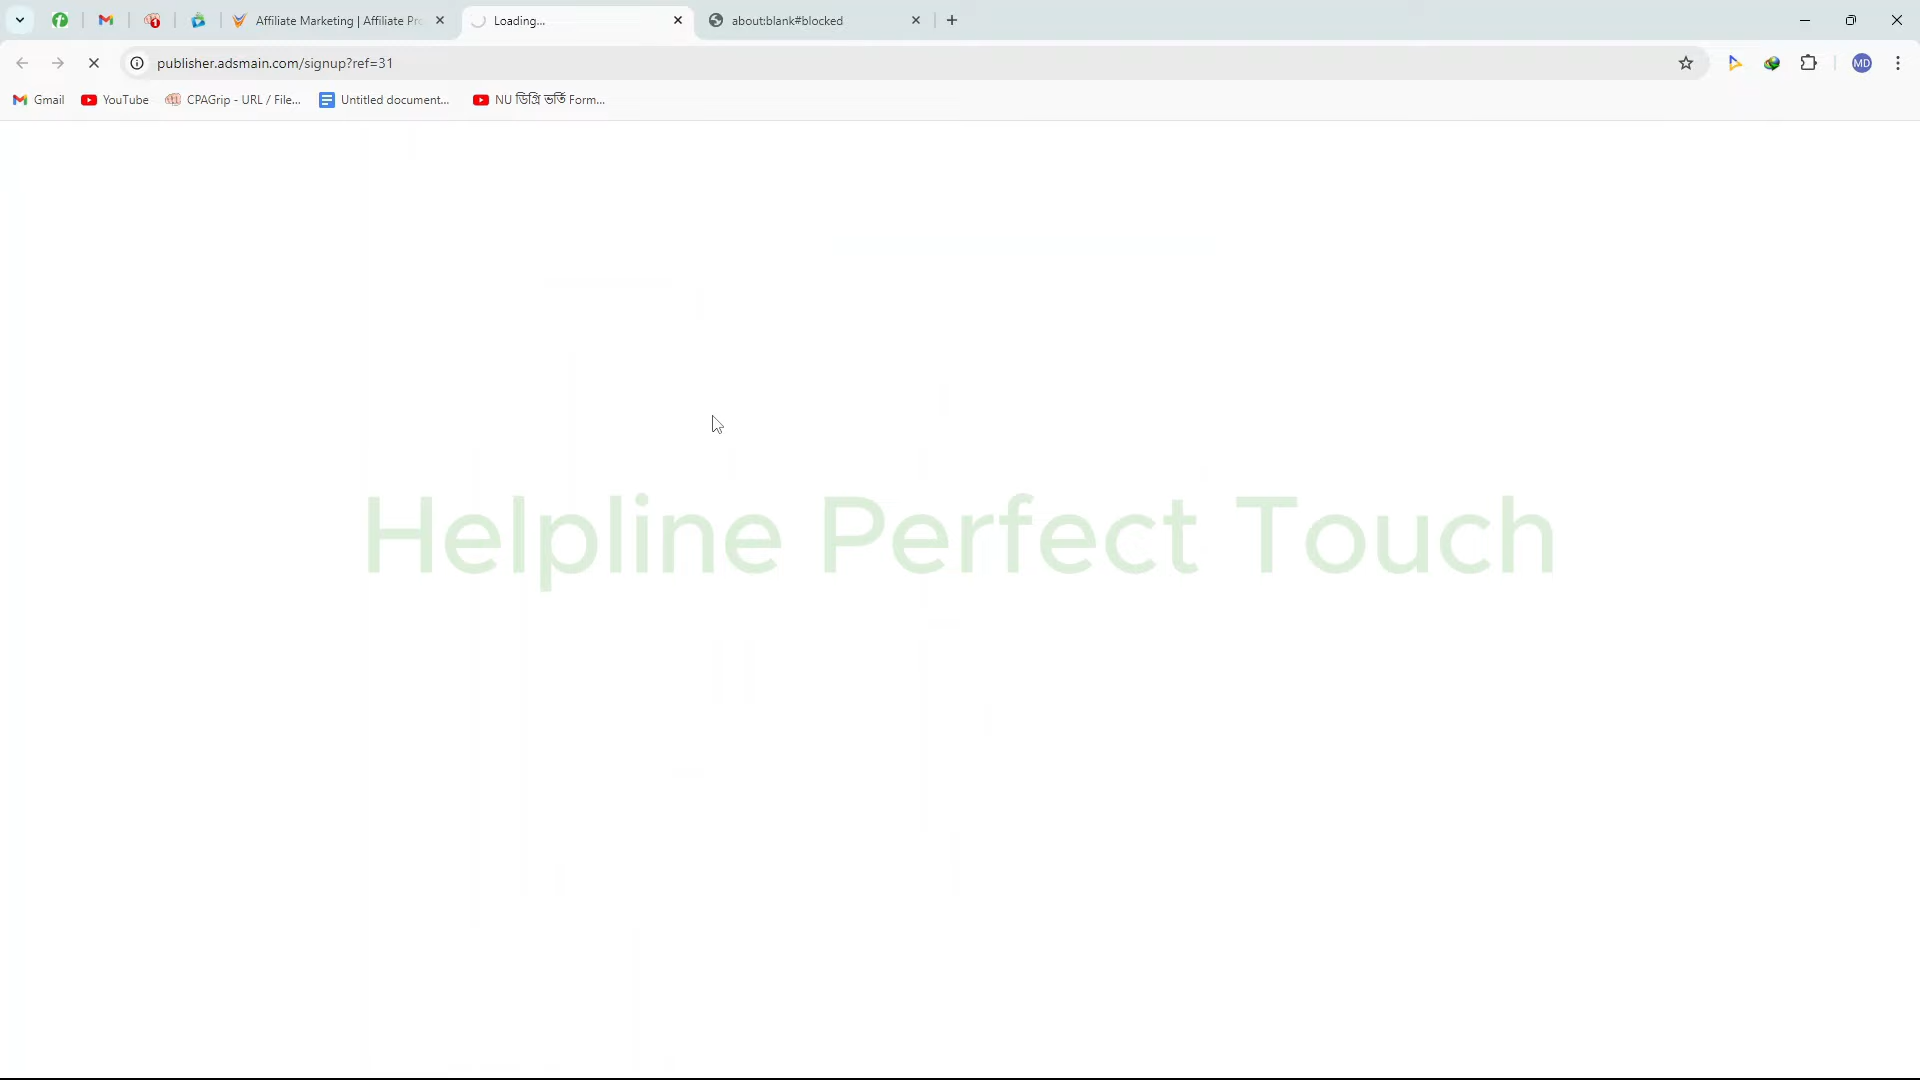 Affiliate Marketing | Affiliate Pro
Loading...
about:blank#blocked
publisher.adsmain.com/signup?ref=31
MD
Gmail
YouTube
CPAGrip - URL / File...
Untitled document...
NU ডিগ্রি ভর্তি Form...
Helpline Perfect Touch